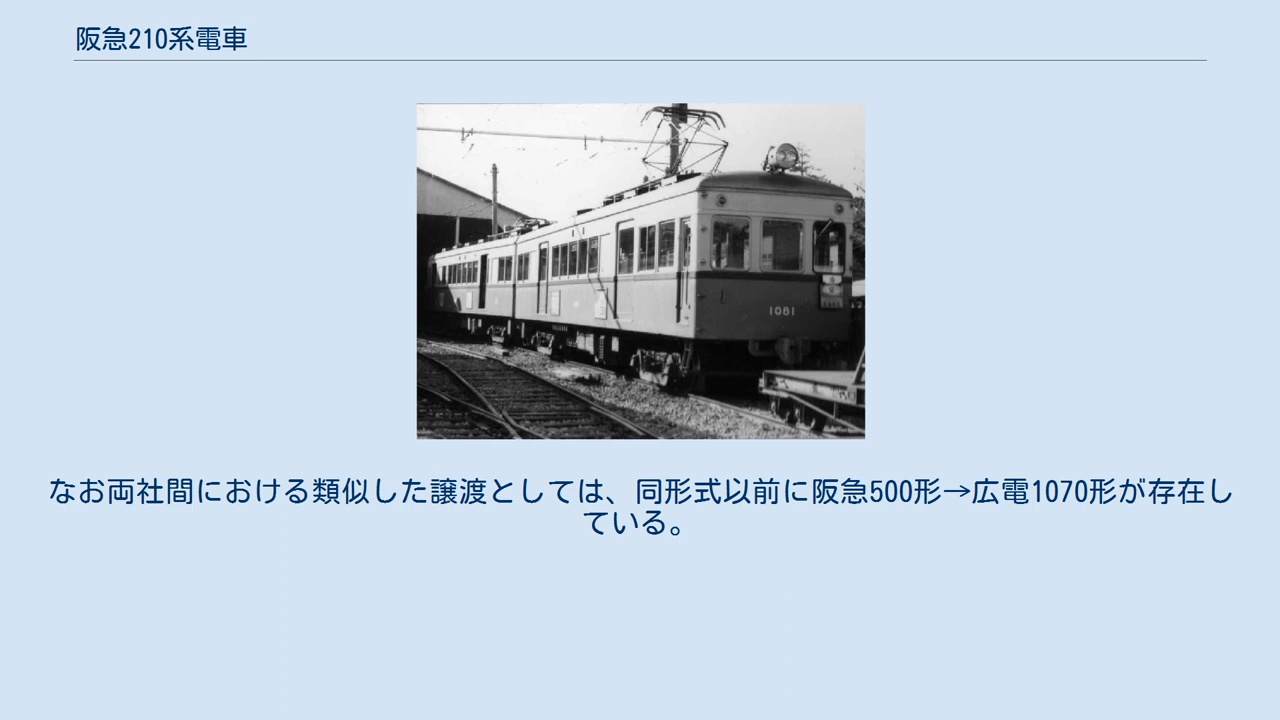 阪急210系電車
1081
なお両社間における類似した譲渡としては、同形式以前に阪急500形→広電1070形が存在し
ている。